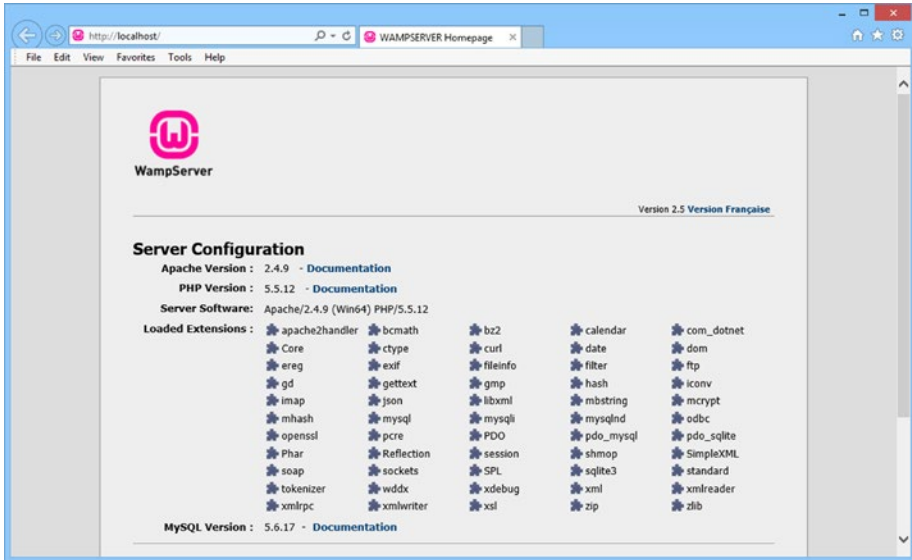 http://localhost/
WAMPSERVER Homepage
File Edit View Favorites Tools Help
WampServer
Version 2.5 Version Française
Server Configuration
Apache Version : 2.4.9 - Documentation
PHP Version : 5.5.12 - Documentation
Server Software: Apache/2.4.9 (Win64) PHP/5.5.12
Loaded Extensions : apache2handler bcmath bz2 calendar com_dotnet
Core ctype curl date dom
ereg exif fileinfo filter ftp
gd gettext gmp hash iconv
imap json libxml mbstring mcrypt
mhash mysql mysqli mysqlnd odbc
openssl pcre PDO pdo_mysql pdo_sqlite
Phar Reflection session shmop SimpleXML
soap sockets SPL sqlite3 standard
tokenizer wddx xdebug xml xmlreader
xmlrpc xmlwriter xsl zip zlib
MySQL Version : 5.6.17 - Documentation